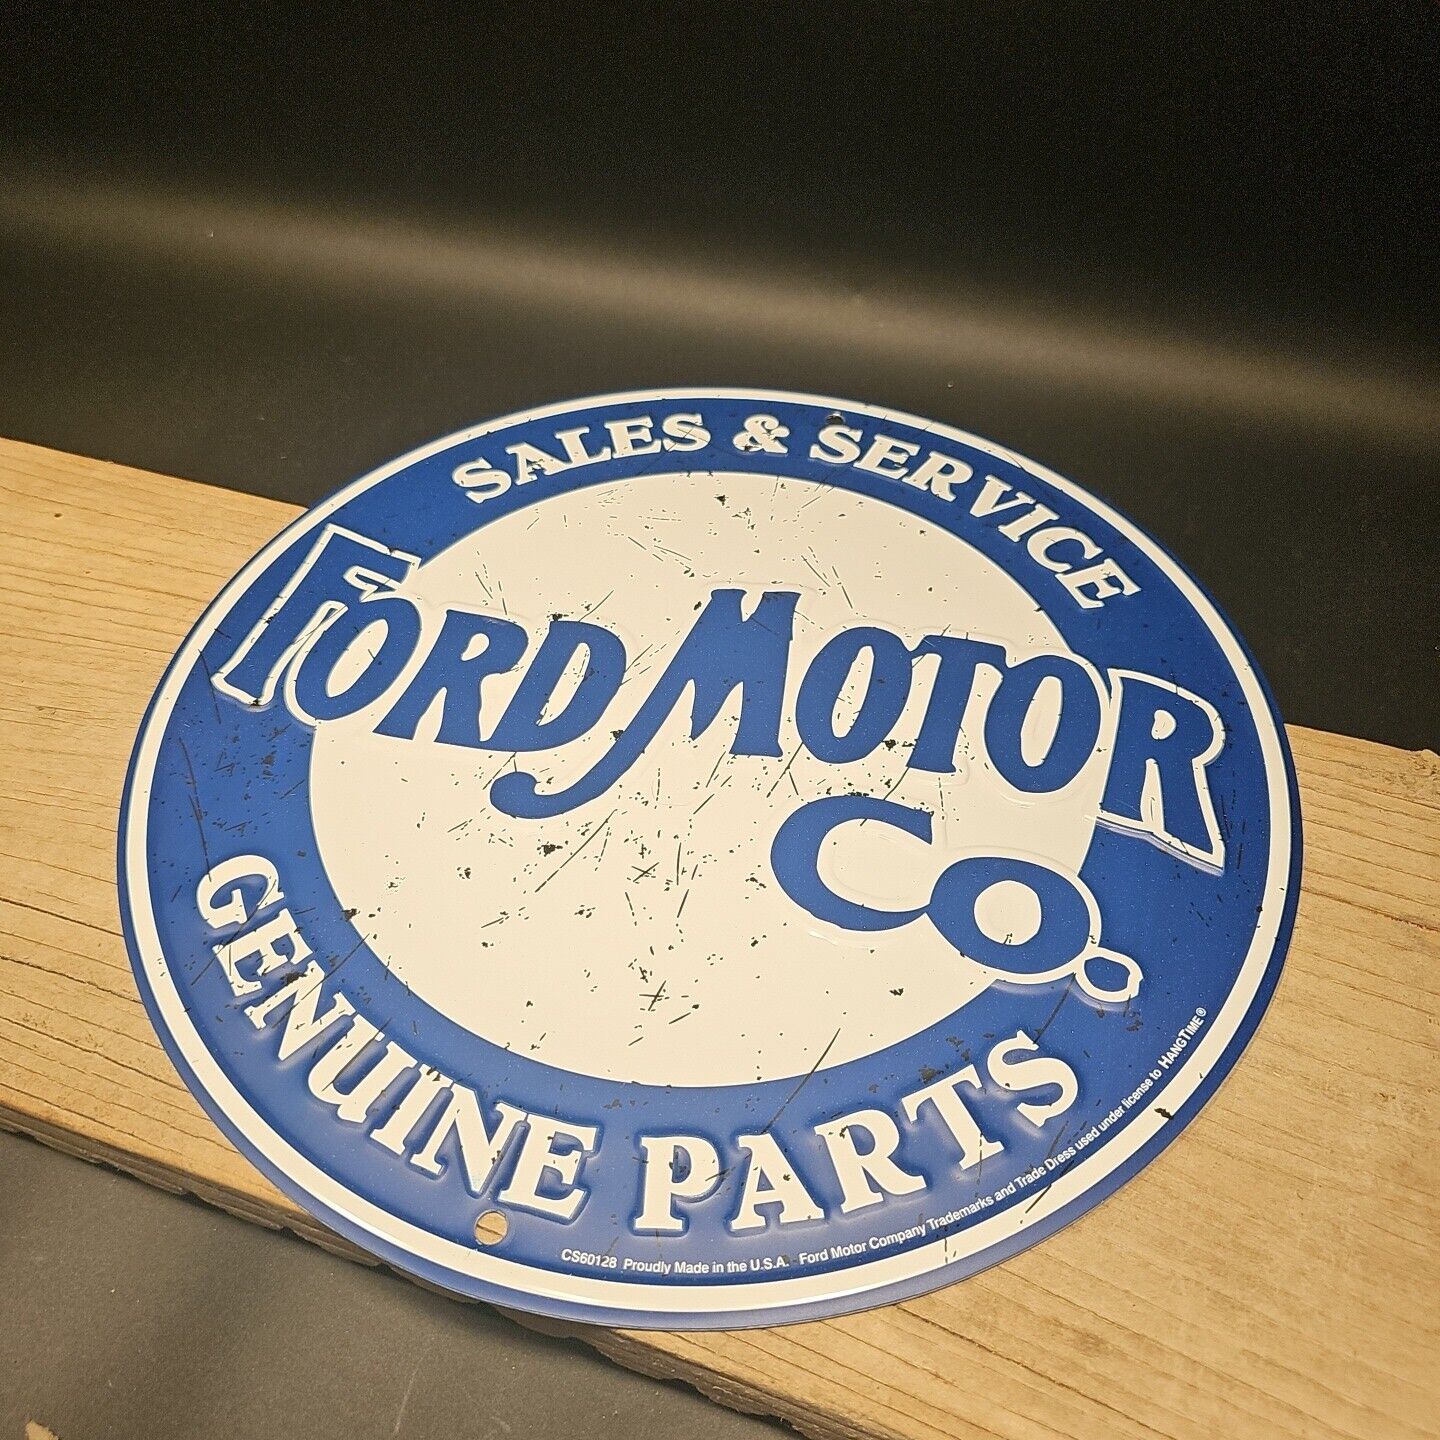 SALES & SERVICE
FORD MOTOR
CO.
GENUINE PARTS
CS60128 Proudly Made in the U.S.A. - Ford Motor Company Trademarks and Trade Dress used under license to HANGTIME®